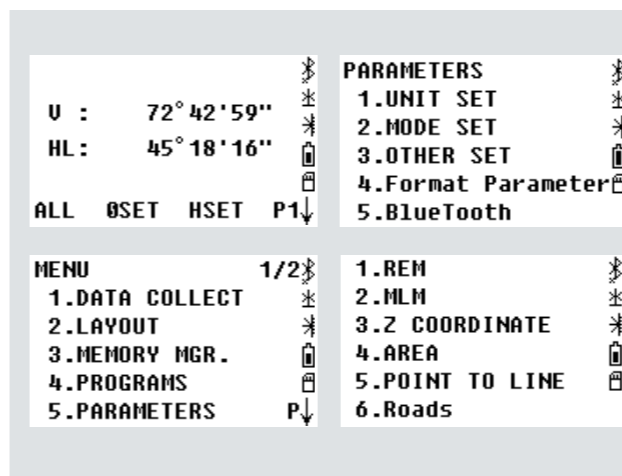 V : 72°42'59"
HL: 45°18'16"
ALL 0SET HSET P1↓
PARAMETERS
1.UNIT SET
2.MODE SET
3.OTHER SET
4.Format Parameter
5.BlueTooth
MENU 1/2
1.DATA COLLECT
2.LAYOUT
3.MEMORY MGR.
4.PROGRAMS
5.PARAMETERS P↓
1.REM
2.MLM
3.Z COORDINATE
4.AREA
5.POINT TO LINE
6.Roads